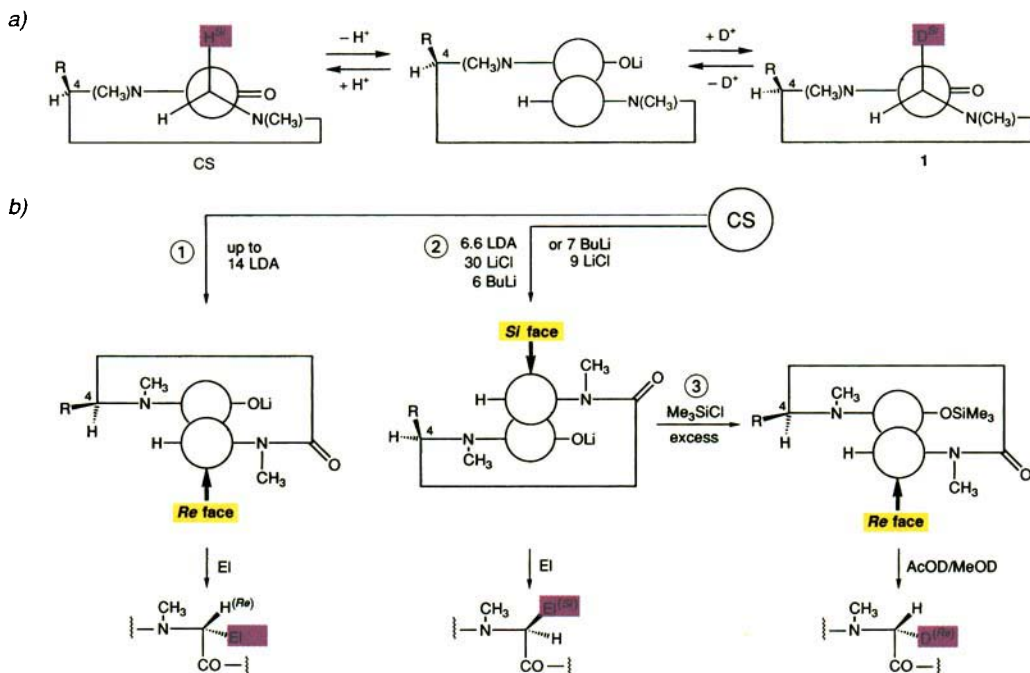 a)
H^Si
− H⁺
+ H⁺
+ D⁺
− D⁺
D^Si
R
4
H
(CH₃)N
H
O
N(CH₃)
CS
R
4
H
(CH₃)N
OLi
H
N(CH₃)
R
4
H
(CH₃)N
H
O
N(CH₃)
1
b)
CS
①
up to
14 LDA
②
6.6 LDA
30 LiCl
6 BuLi
or 7 BuLi
9 LiCl
4
R
H
CH₃
N
OLi
H
N
CH₃
O
Re face
El
Si face
H
CH₃
N
O
4
H
R
N
CH₃
OLi
El
③
Me₃SiCl
excess
4
R
H
CH₃
N
OSiMe₃
H
N
CH₃
O
Re face
AcOD/MeOD
CH₃
N
H(Re)
El
CO
CH₃
N
El(Si)
H
CO
CH₃
N
H
D(Re)
CO